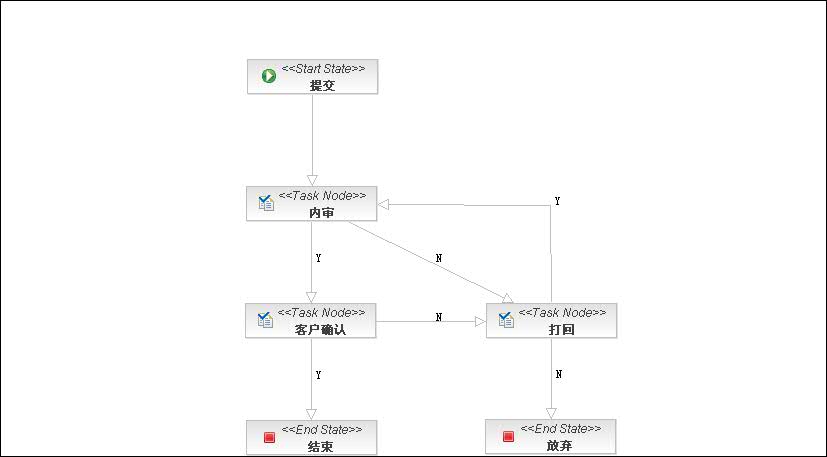 <<Start State>>
提交
<<Task Node>>
内审
Y
Y
N
<<Task Node>>
客户确认
N
<<Task Node>>
打回
Y
N
<<End State>>
结束
<<End State>>
放弃